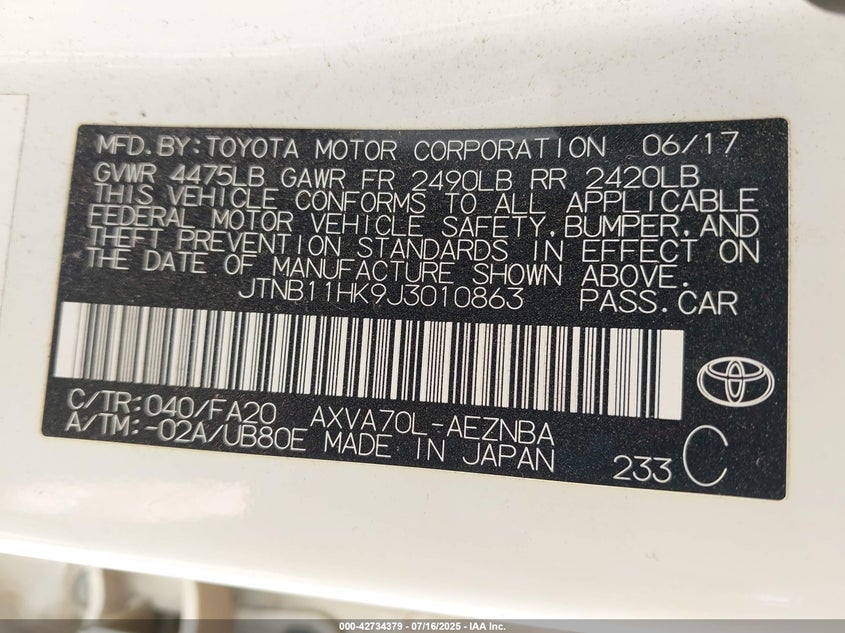 MFD.BY:TOYOTA MOTOR CORPORATION 06/17
GVWR 4475LB GAWR FR 2490LB RR 2420LB
THIS VEHICLE CONFORMS TO ALL APPLICABLE
FEDERAL MOTOR VEHICLE SAFETY,BUMPER,AND
THEFT PREVENTION STANDARDS IN EFFECT ON
THE DATE OF MANUFACTURE SHOWN ABOVE.
JTNB11HK9J3010863 PASS.CAR
C/TR:040/FA20 AXVA70L-AEZNBA
A/TM:-02A/UB80E MADE IN JAPAN 233 C
000-42734379 - 07/16/2025 - IAA Inc.